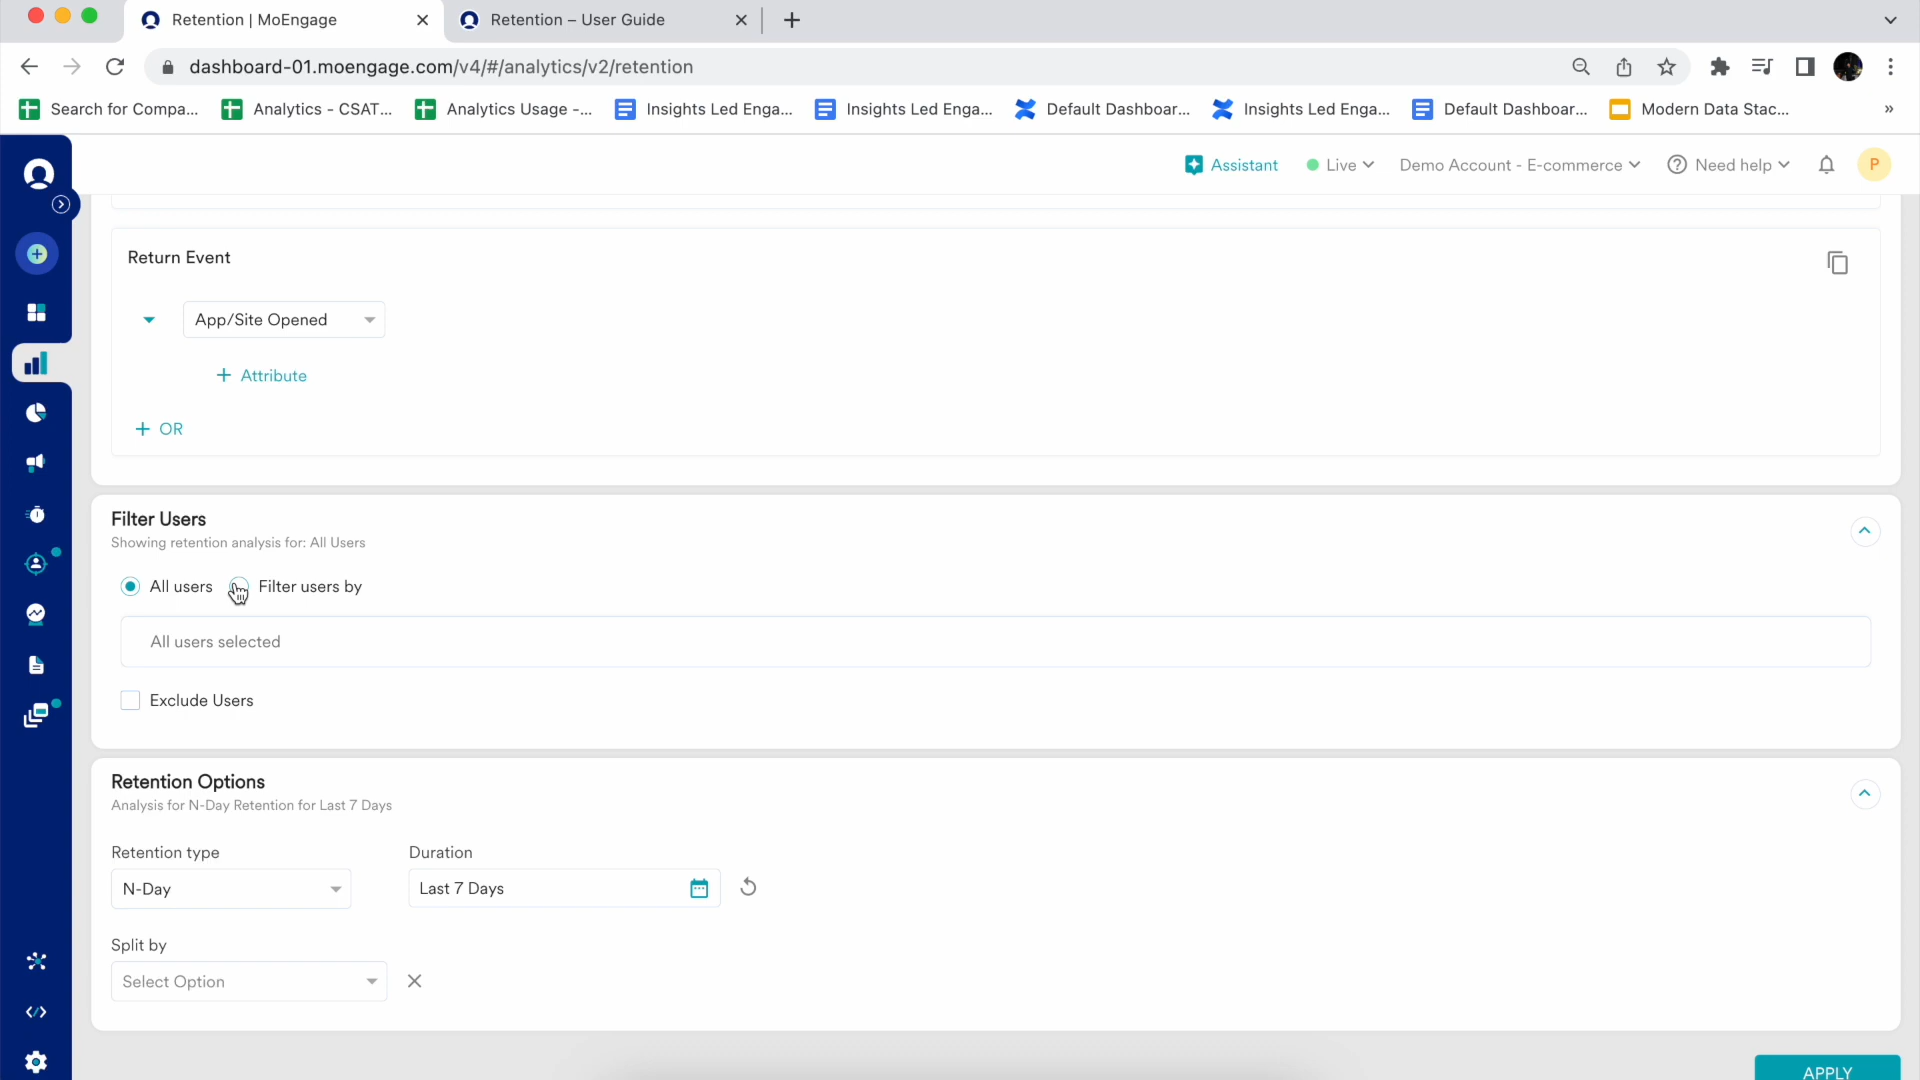 Retention | MoEngage
Retention – User Guide
dashboard-01.moengage.com/v4/#/analytics/v2/retention
Search for Compa...
Analytics - CSAT...
Analytics Usage -...
Insights Led Enga...
Insights Led Enga...
Default Dashboar...
Insights Led Enga...
Default Dashboar...
Modern Data Stac...
»
Assistant
Live
Demo Account - E-commerce
Need help
P
Return Event
App/Site Opened
+ Attribute
+ OR
Filter Users
Showing retention analysis for: All Users
All users
Filter users by
All users selected
Exclude Users
Retention Options
Analysis for N-Day Retention for Last 7 Days
Retention type
Duration
N-Day
Last 7 Days
Split by
Select Option
APPLY